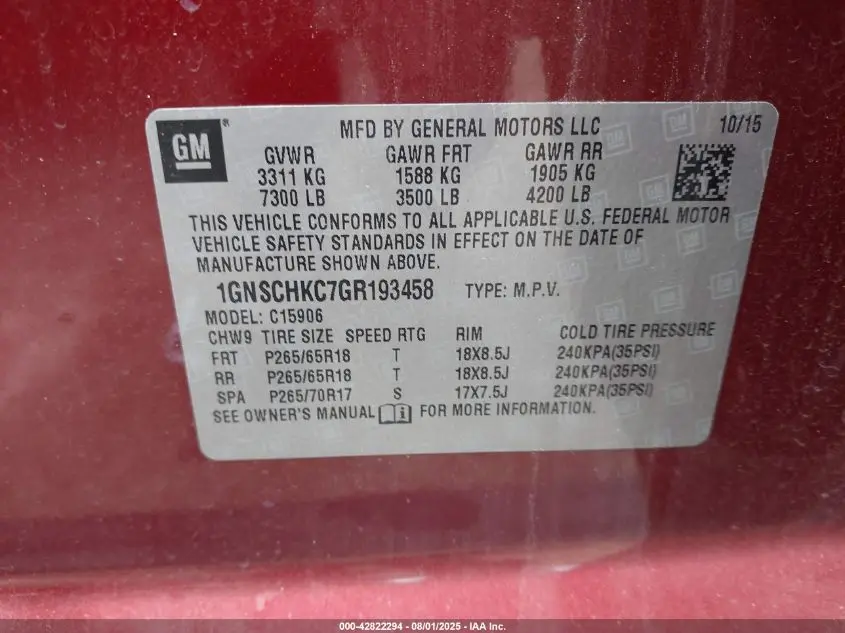 GM® MFD BY GENERAL MOTORS LLC 10/15
GVWR GAWR FRT GAWR RR
3311 KG 1588 KG 1905 KG
7300 LB 3500 LB 4200 LB
THIS VEHICLE CONFORMS TO ALL APPLICABLE U.S. FEDERAL MOTOR
VEHICLE SAFETY STANDARDS IN EFFECT ON THE DATE OF
MANUFACTURE SHOWN ABOVE.
1GNSCHKC7GR193458 TYPE: M.P.V.
MODEL: C15906
CHW9 TIRE SIZE SPEED RTG RIM COLD TIRE PRESSURE
FRT P265/65R18 T 18X8.5J 240KPA(35PSI)
RR P265/65R18 T 18X8.5J 240KPA(35PSI)
SPA P265/70R17 S 17X7.5J 240KPA(35PSI)
SEE OWNER'S MANUAL i FOR MORE INFORMATION.
000-42822294 - 08/01/2025 - IAA Inc.